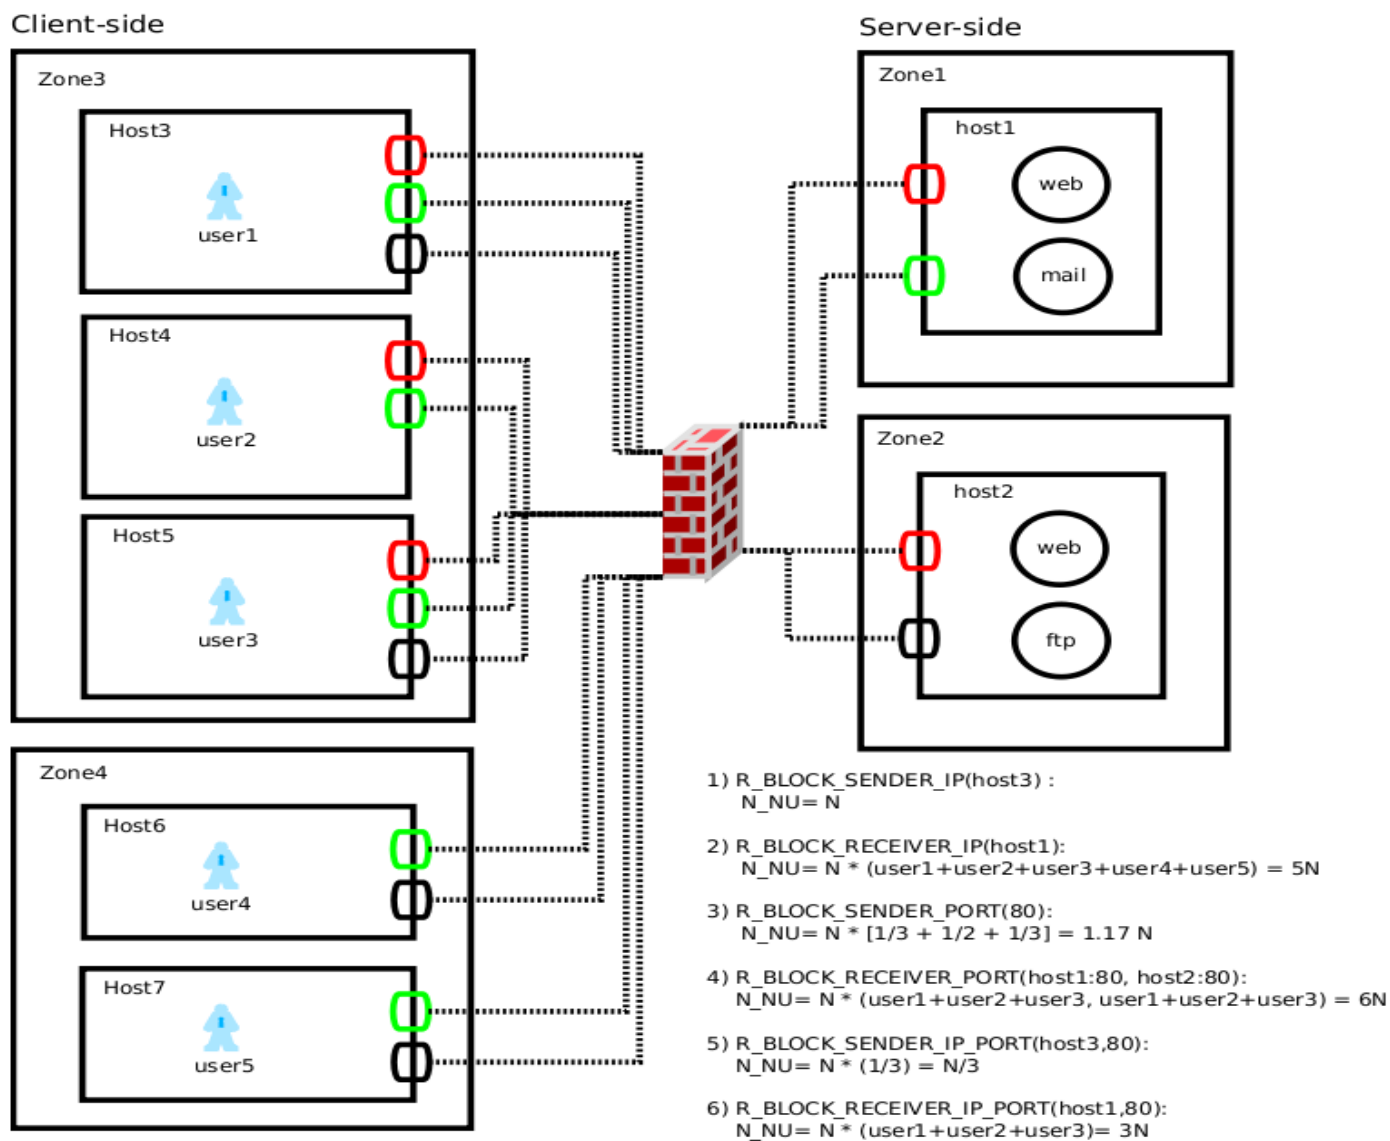 Client-side
Zone3
Host3
user1
Host4
user2
Host5
user3
Zone4
Host6
user4
Host7
user5
Server-side
Zone1
host1
web
mail
Zone2
host2
web
ftp
1) R_BLOCK_SENDER_IP(host3) :
N_NU= N
2) R_BLOCK_RECEIVER_IP(host1):
N_NU= N * (user1+user2+user3+user4+user5) = 5N
3) R_BLOCK_SENDER_PORT(80):
N_NU= N * [1/3 + 1/2 + 1/3] = 1.17 N
4) R_BLOCK_RECEIVER_PORT(host1:80, host2:80):
N_NU= N * (user1+user2+user3, user1+user2+user3) = 6N
5) R_BLOCK_SENDER_IP_PORT(host3,80):
N_NU= N * (1/3) = N/3
6) R_BLOCK_RECEIVER_IP_PORT(host1,80):
N_NU= N * (user1+user2+user3)= 3N